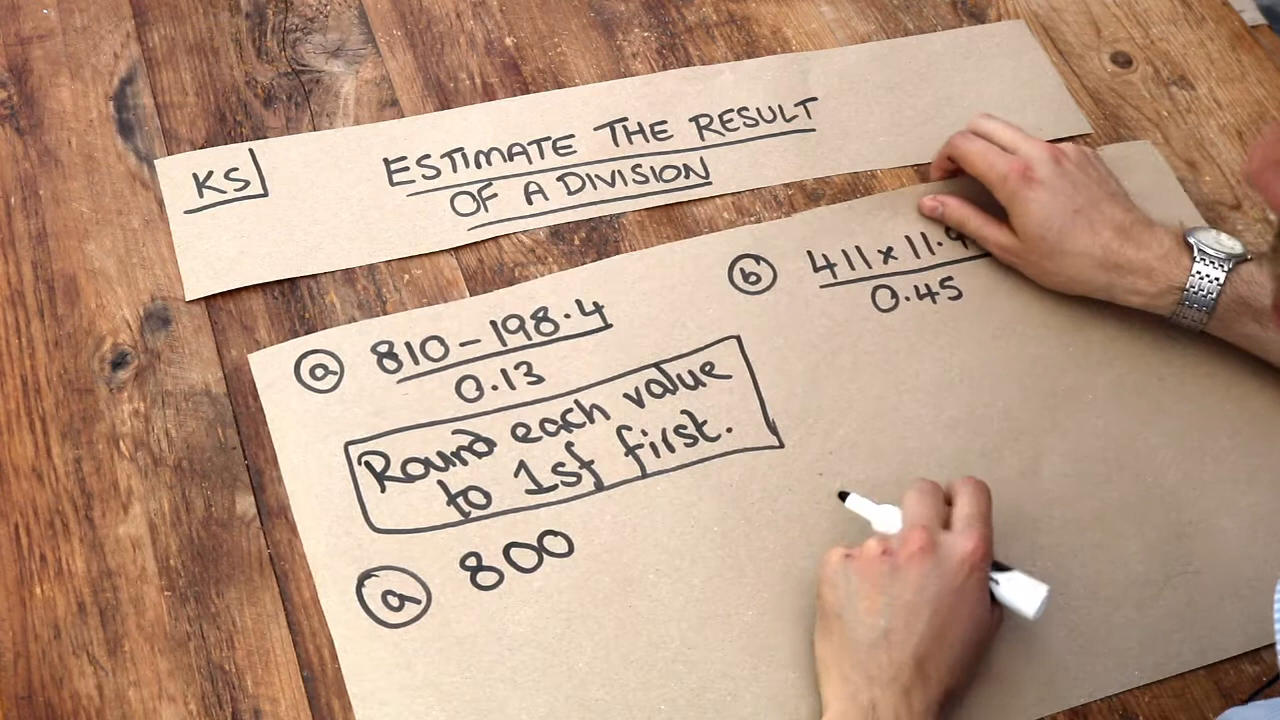 KS
ESTIMATE THE RESULT
OF A DIVISION
ⓐ 810 - 198.4
0.13
ⓑ 411 × 11.9
0.45
Round each value
to 1sf first.
ⓐ 800